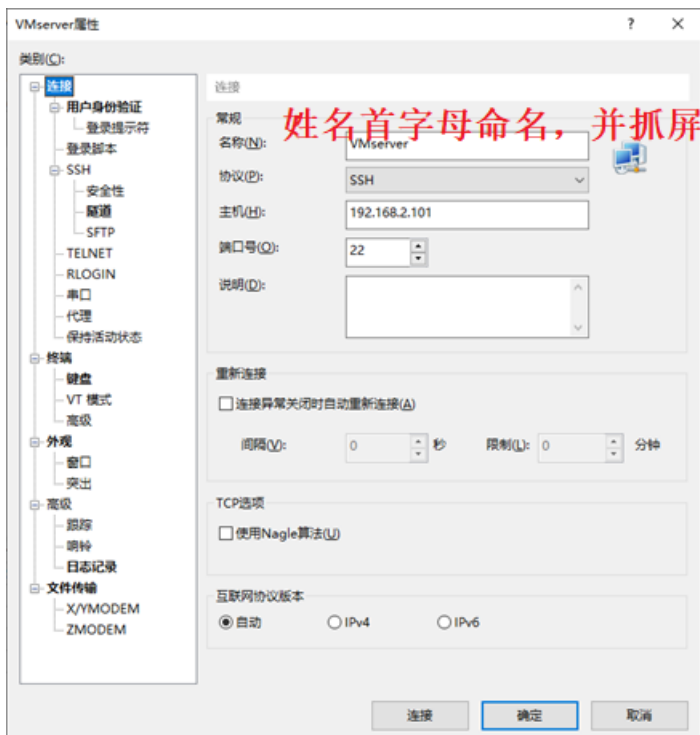 VMserver属性
类别(C):
连接
用户身份验证
登录提示符
登录脚本
SSH
安全性
隧道
SFTP
TELNET
RLOGIN
串口
代理
保持活动状态
终端
键盘
VT 模式
高级
外观
窗口
突出
高级
跟踪
响铃
日志记录
文件传输
X/YMODEM
ZMODEM
连接
姓名首字母命名，并抓屏
常规
名称(N):
VMserver
协议(P):
SSH
主机(H):
192.168.2.101
端口号(O):
22
说明(D):
重新连接
连接异常关闭时自动重新连接(A)
间隔(V): 0 秒 限制(L): 0 分钟
TCP选项
使用Nagle算法(U)
互联网协议版本
自动 IPv4 IPv6
连接 确定 取消